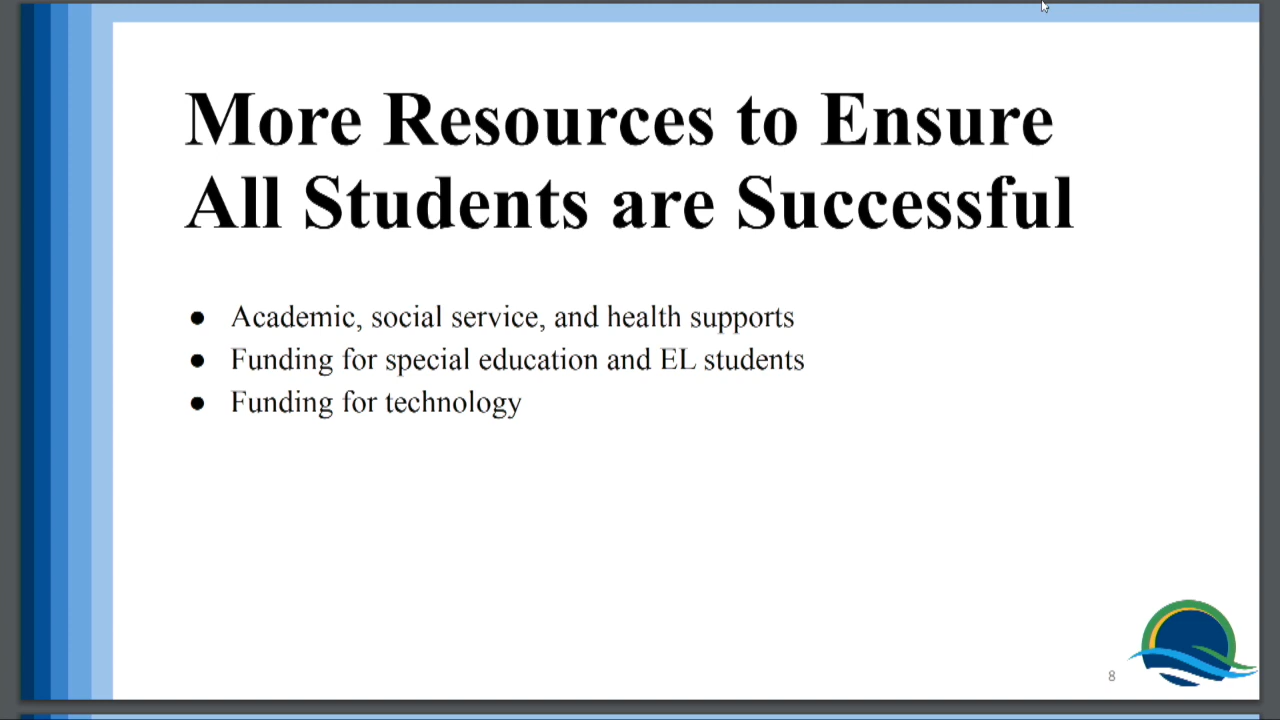 More Resources to Ensure
All Students are Successful
● Academic, social service, and health supports
● Funding for special education and EL students
● Funding for technology
8